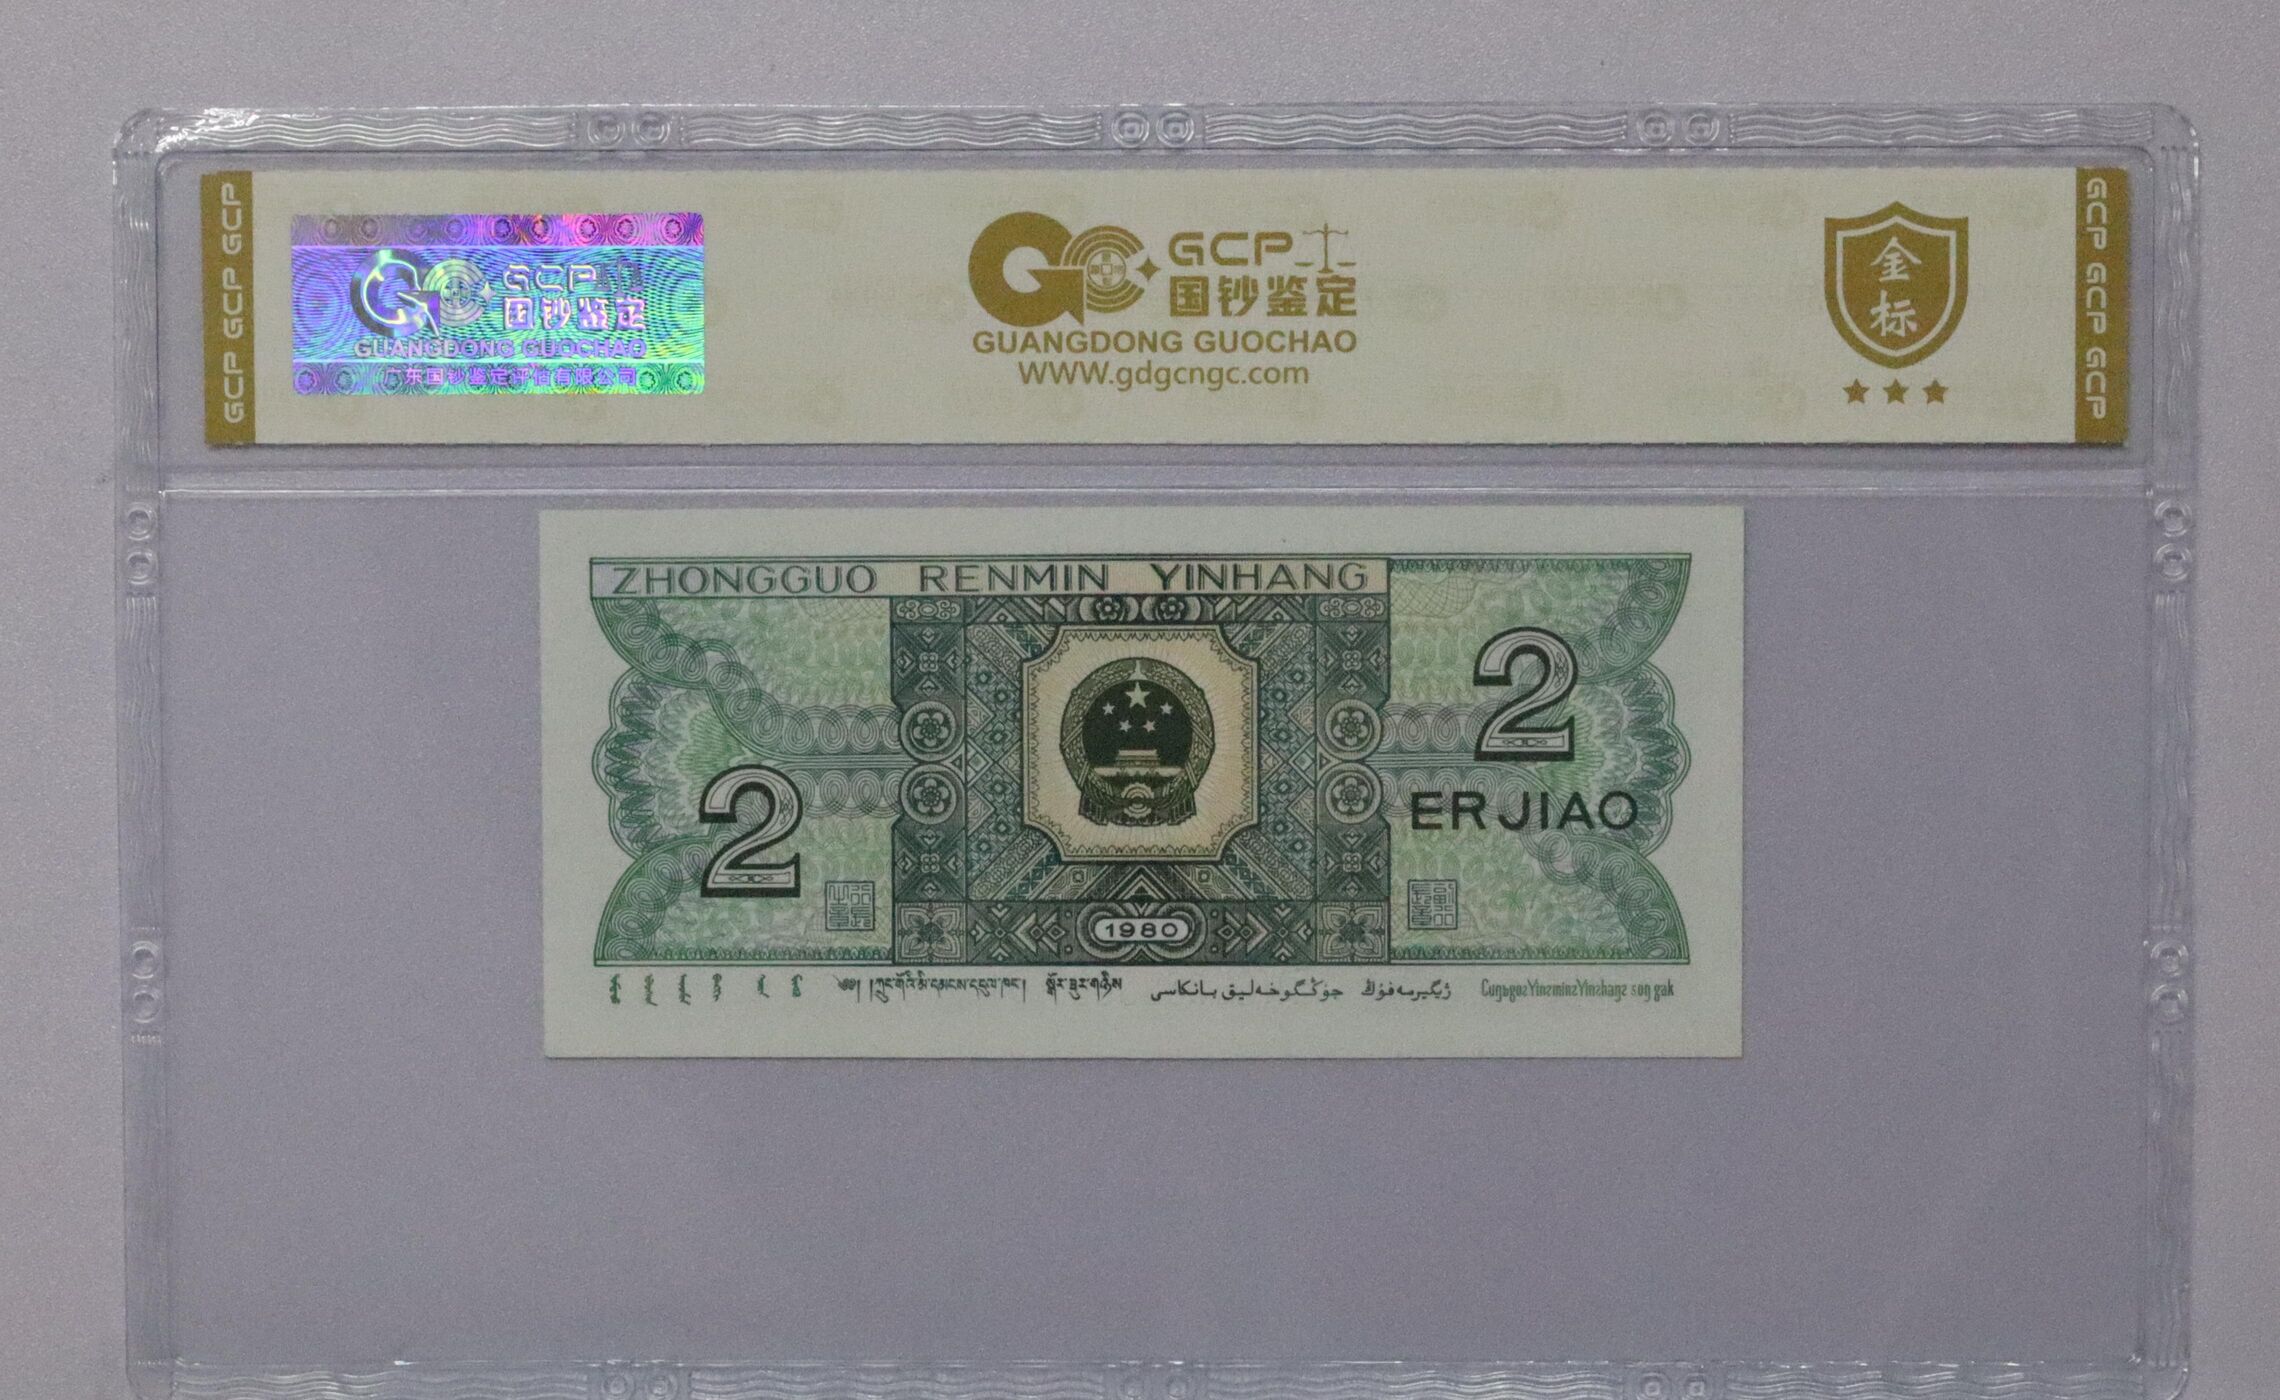 GCP GCP GCP
GCP
国钞鉴定
GUANGDONG GUOCHAO
广东国钞鉴定评估有限公司
GCP
国钞鉴定
GUANGDONG GUOCHAO
WWW.gdgcngc.com
金标
GCP GCP GCP
ZHONGGUO RENMIN YINHANG
2
2
ERJIAO
1980